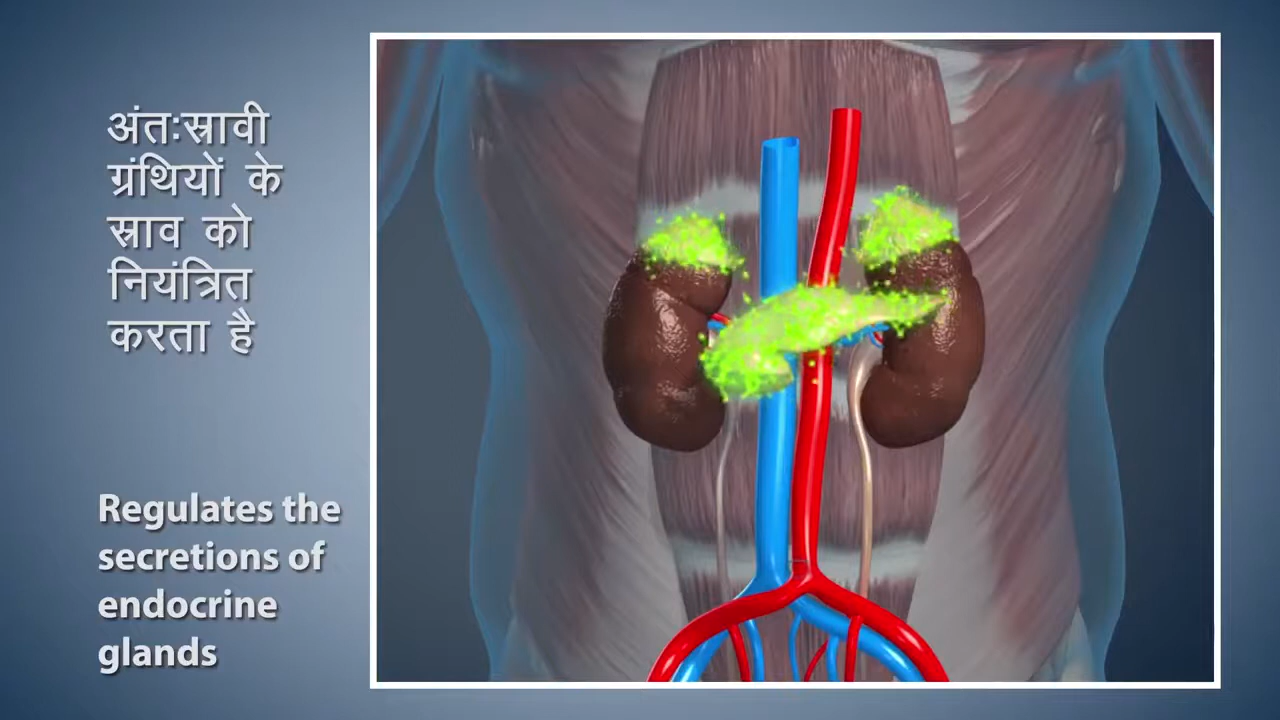 अंतःस्रावी
ग्रंथियों के
स्राव को
नियंत्रित
करता है
Regulates the
secretions of
endocrine
glands